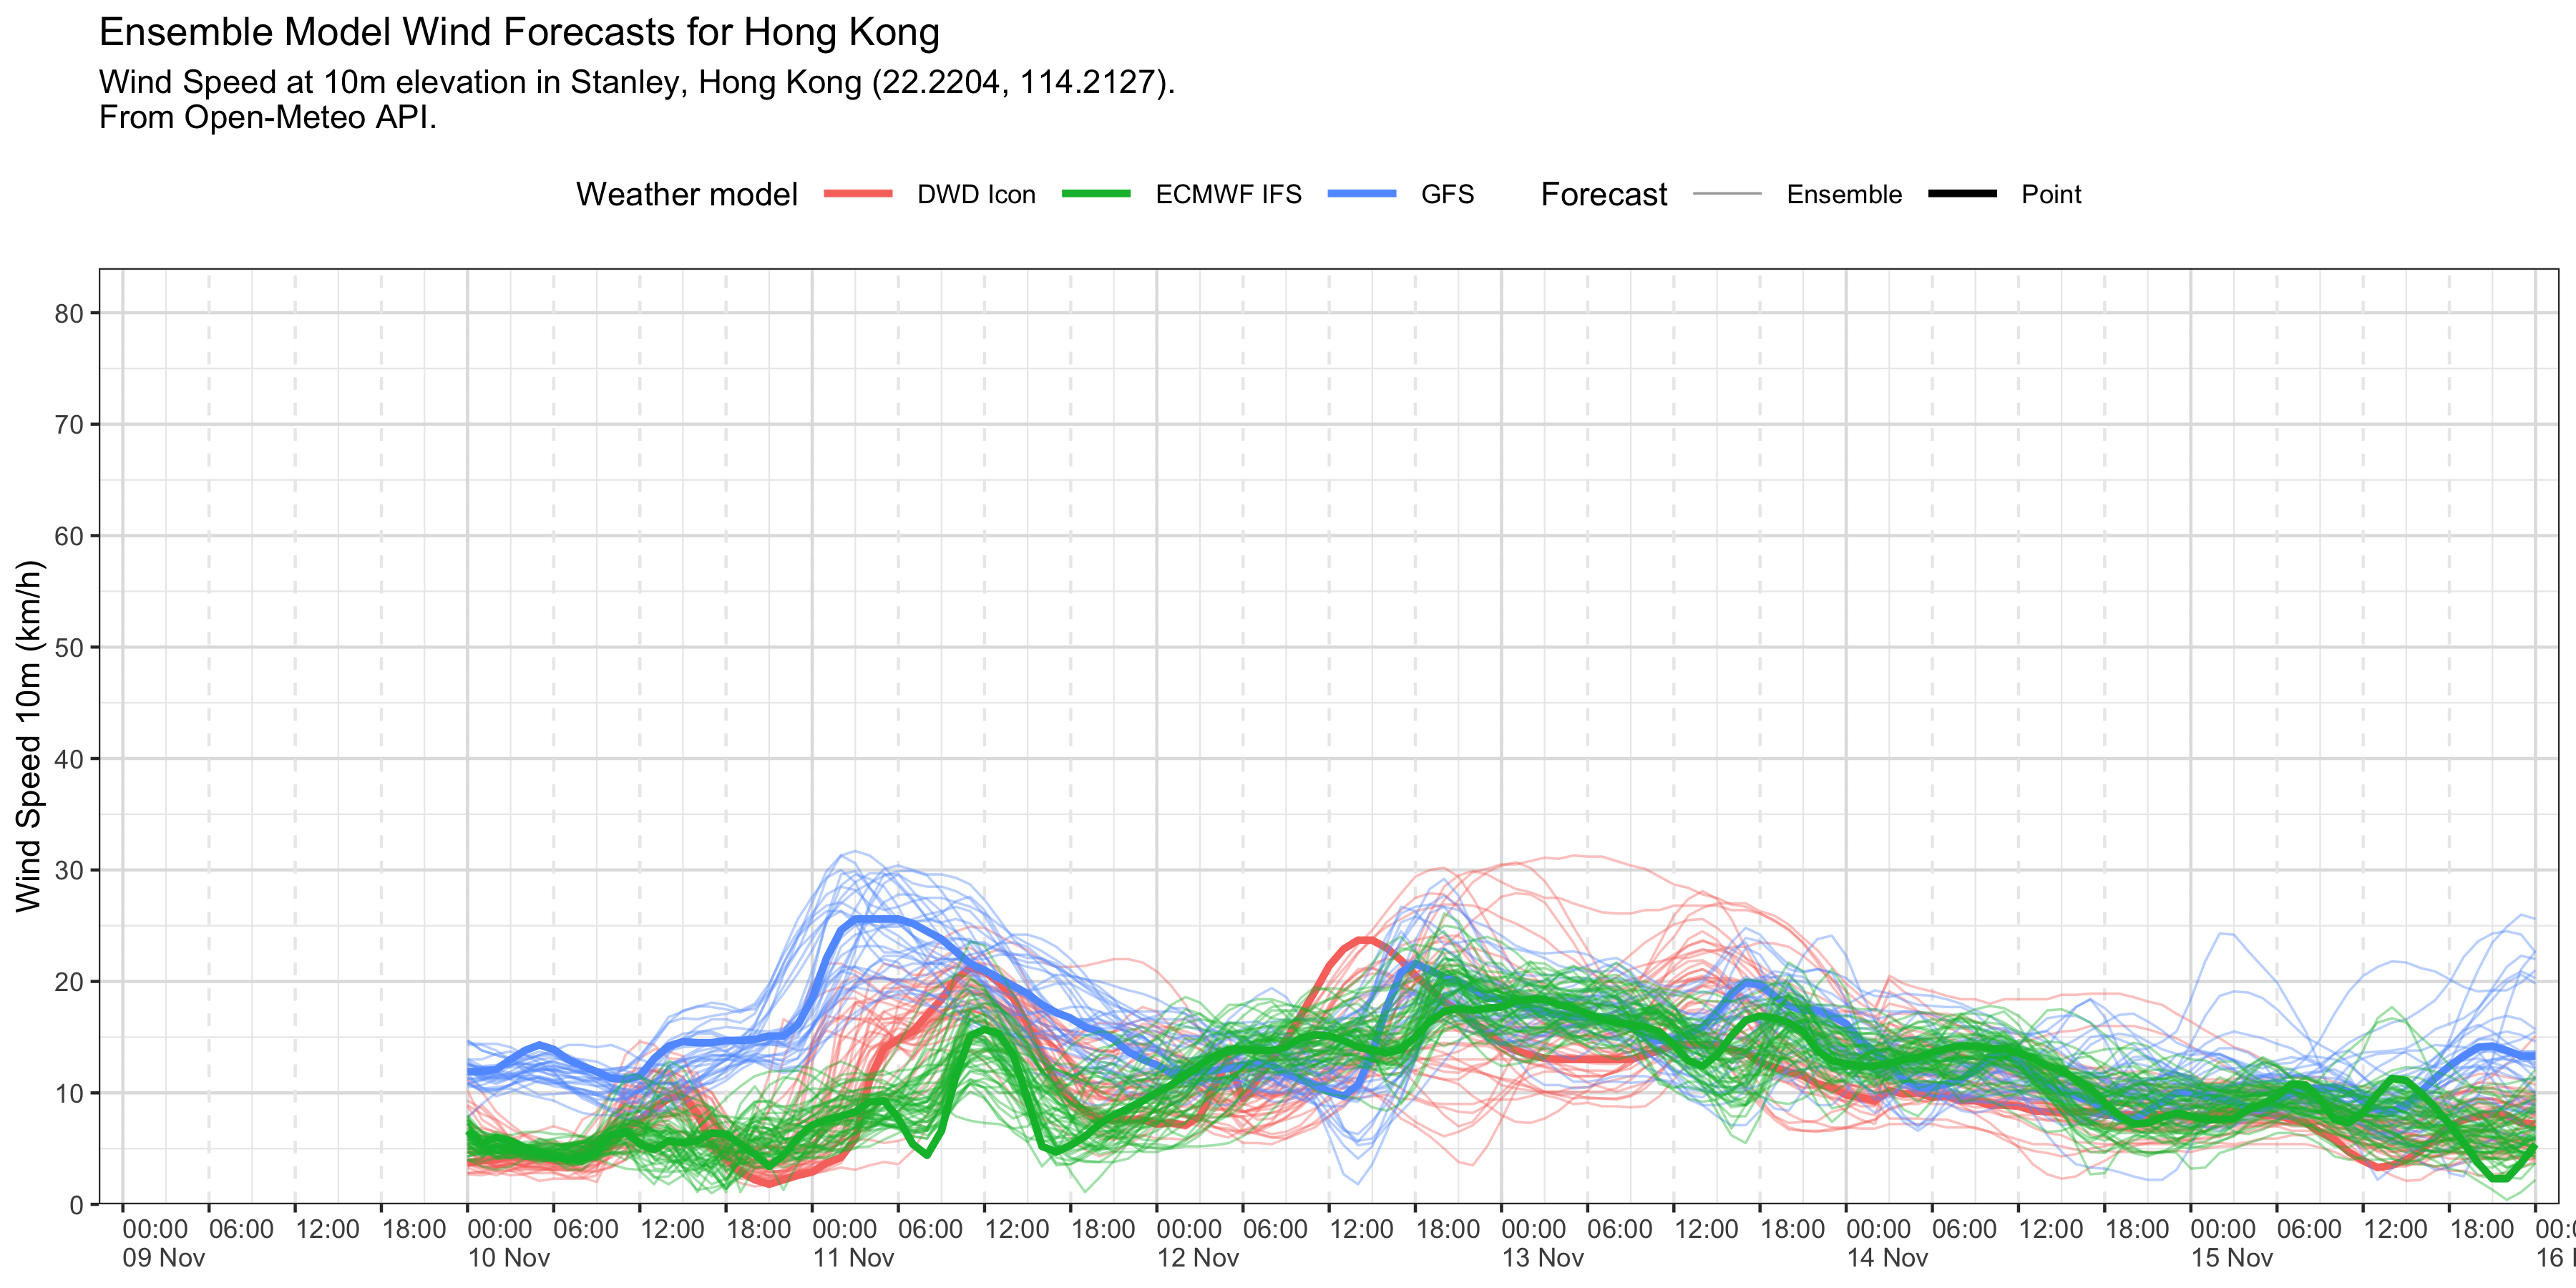 Ensemble Model Wind Forecasts for Hong Kong
Wind Speed at 10m elevation in Stanley, Hong Kong (22.2204, 114.2127).
From Open-Meteo API.
Weather model DWD Icon ECMWF IFS GFS Forecast Ensemble Point
Wind Speed 10m (km/h)
80
70
60
50
40
30
20
10
0
00:00 06:00 12:00 18:00 00:00 06:00 12:00 18:00 00:00 06:00 12:00 18:00 00:00 06:00 12:00 18:00 00:00 06:00 12:00 18:00 00:00 06:00 12:00 18:00 00:00 06:00 12:00 18:00
09 Nov 10 Nov 11 Nov 12 Nov 13 Nov 14 Nov 15 Nov 16